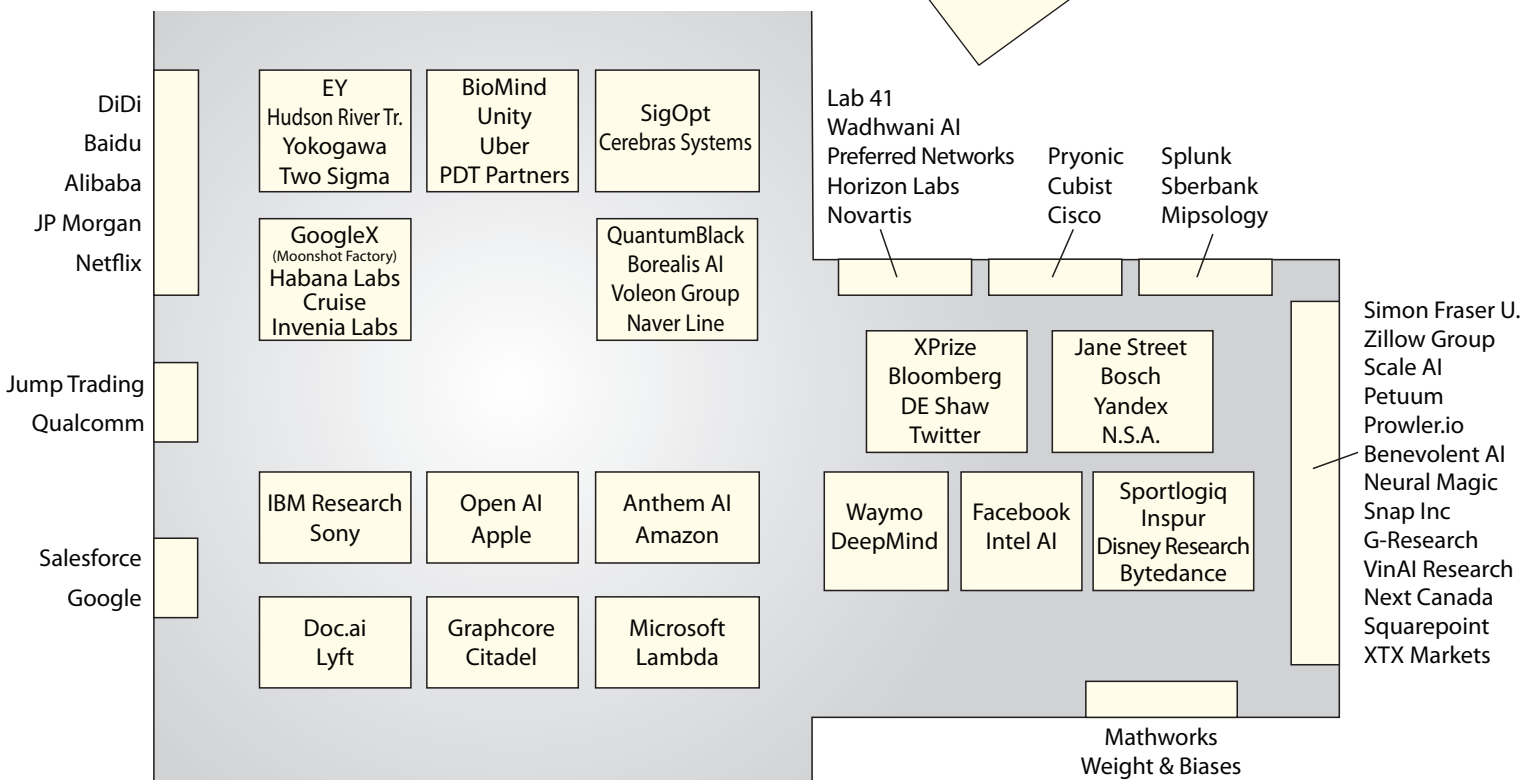 DiDi
Baidu
Alibaba
JP Morgan
Netflix
Jump Trading
Qualcomm
Salesforce
Google
EY
Hudson River Tr.
Yokogawa
Two Sigma
BioMind
Unity
Uber
PDT Partners
SigOpt
Cerebras Systems
GoogleX
(Moonshot Factory)
Habana Labs
Cruise
Invenia Labs
QuantumBlack
Borealis AI
Voleon Group
Naver Line
IBM Research
Sony
Open AI
Apple
Anthem AI
Amazon
Doc.ai
Lyft
Graphcore
Citadel
Microsoft
Lambda
Lab 41
Wadhwani AI
Preferred Networks
Horizon Labs
Novartis
Pryonic
Cubist
Cisco
Splunk
Sberbank
Mipsology
XPrize
Bloomberg
DE Shaw
Twitter
Jane Street
Bosch
Yandex
N.S.A.
Waymo
DeepMind
Facebook
Intel AI
Sportlogiq
Inspur
Disney Research
Bytedance
Simon Fraser U.
Zillow Group
Scale AI
Petuum
Prowler.io
Benevolent AI
Neural Magic
Snap Inc
G-Research
VinAI Research
Next Canada
Squarepoint
XTX Markets
Mathworks
Weight & Biases